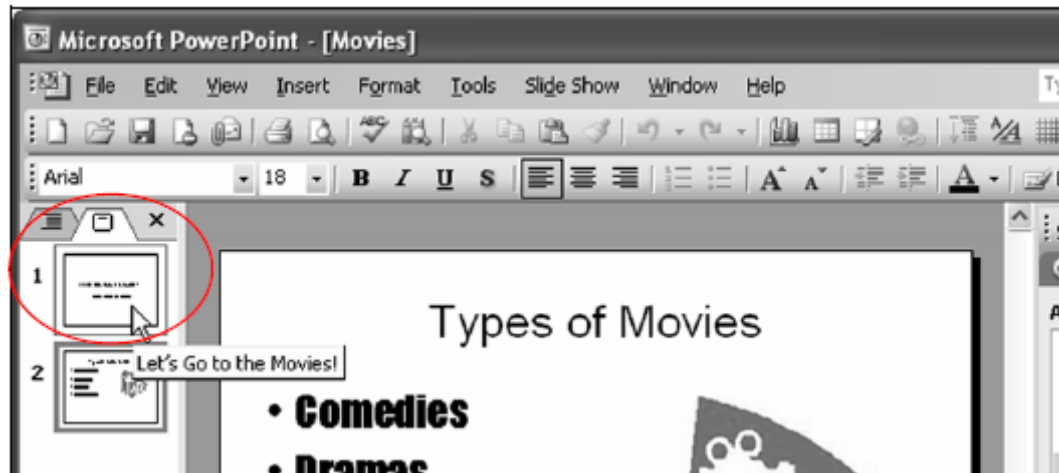 Microsoft PowerPoint - [Movies]
File Edit View Insert Format Tools Slide Show Window Help
ABC
Arial 18 B I U S A A A
1
Types of Movies
Let's Go to the Movies!
2
• Comedies
• Dramas